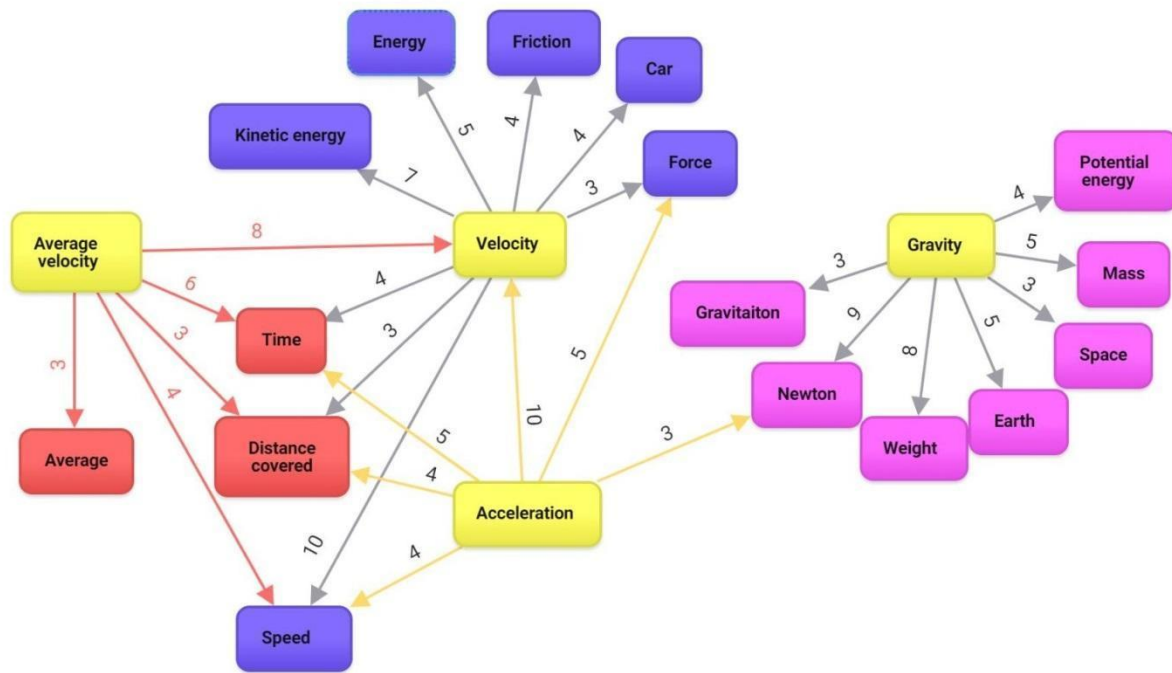 Energy
Friction
Car
Kinetic energy
Force
Potential
energy
5
4
4
7
3
4
Average
velocity
8
Velocity
Gravity
5
Mass
6
4
3
3
Gravitaiton
3
5
Space
Time
3
3
9
8
5
3
4
10
5
Newton
Earth
Average
Distance
covered
5
3
Weight
4
Acceleration
10
4
Speed